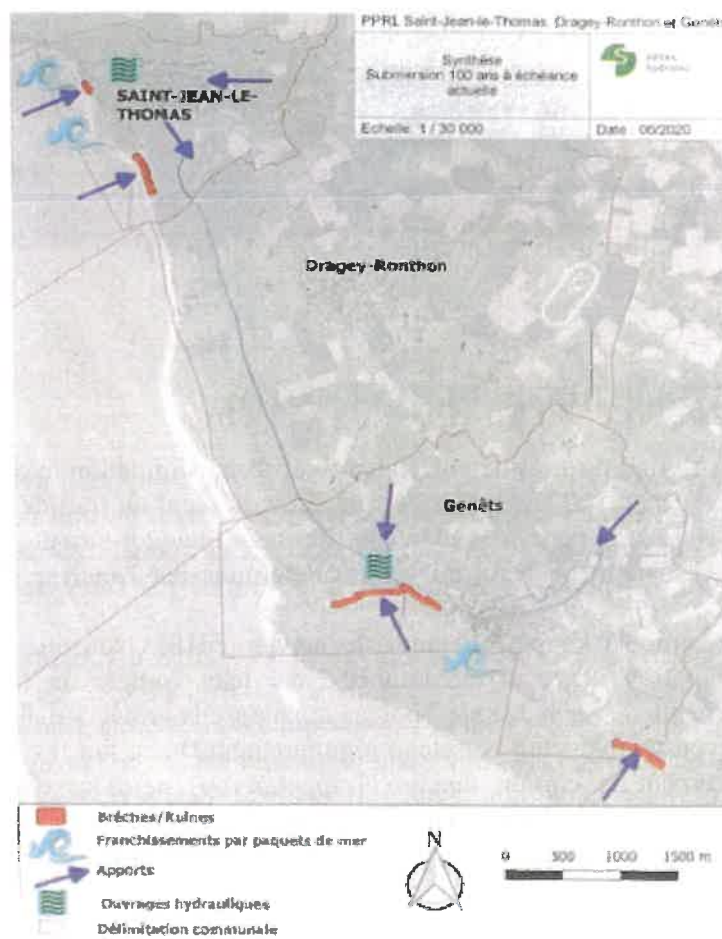 PPRL Saint-Jean-le-Thomas, Dragey-Ronthon et Genêts
Synthèse
Submersion 100 ans à échéance
actuelle
Echelle: 1 / 30 000
Date : 06/2020
SAINT-JEAN-LE-
THOMAS
Dragey-Ronthon
Genêts
Brèches/Ruines
Franchissements par paquets de mer
Apports
Ouvrages hydrauliques
Délimitation communale
N
0 500 1000 1500 m